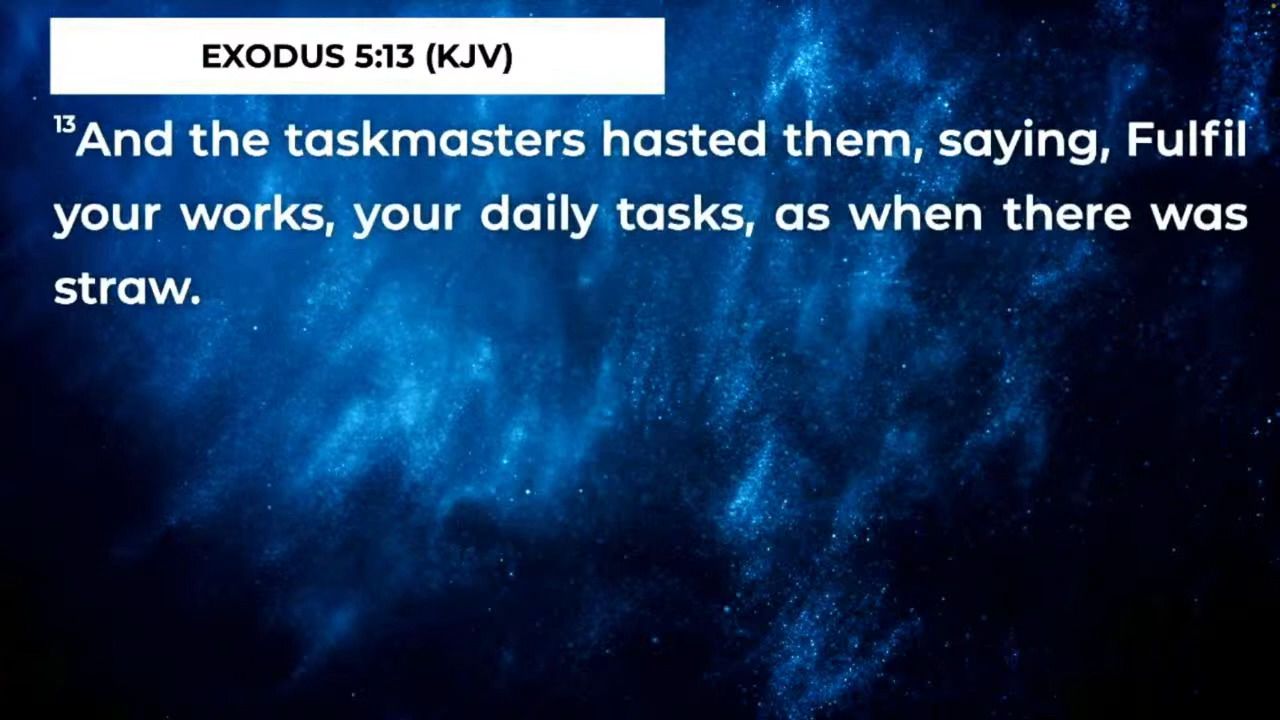 EXODUS 5:13 (KJV)
13And the taskmasters hasted them, saying, Fulfil
your works, your daily tasks, as when there was
straw.